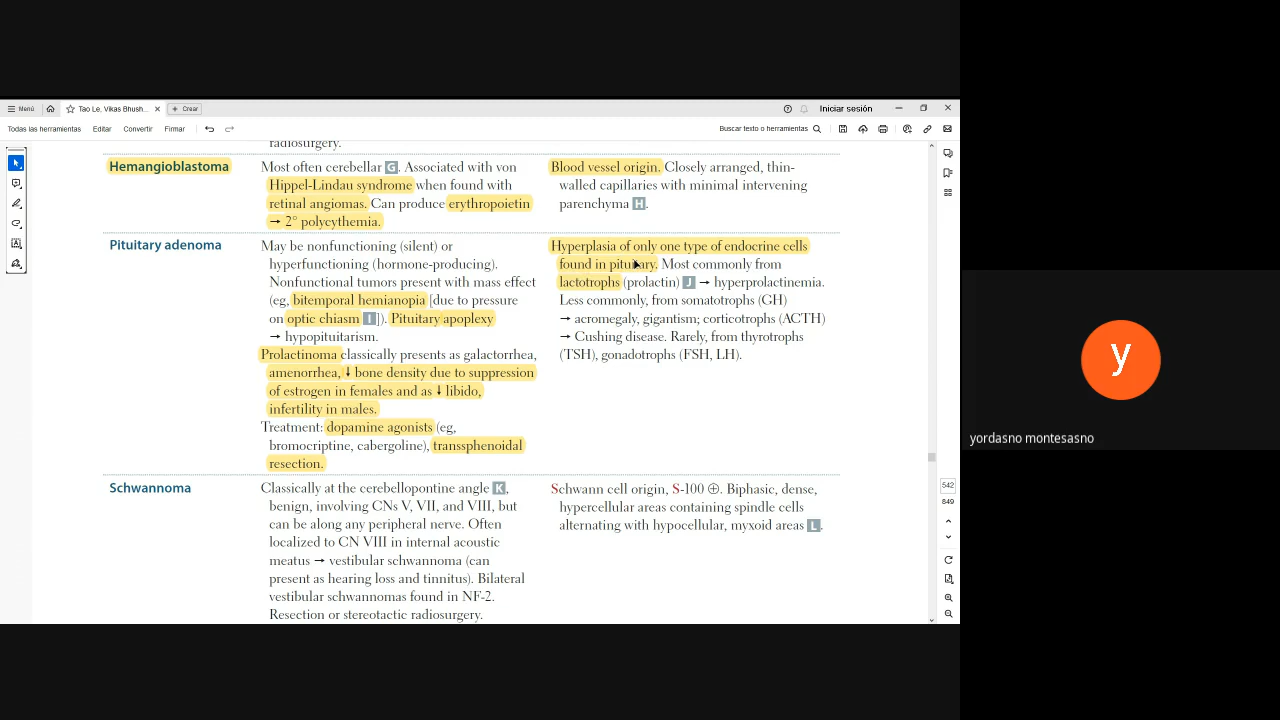 Menú
Tao Le, Vikas Bhush...
Crear
Iniciar sesión
Todas las herramientas Editar Convertir Firmar
Buscar texto o herramientas
radiosurgery.
Hemangioblastoma
Most often cerebellar G. Associated with von
Hippel-Lindau syndrome when found with
retinal angiomas. Can produce erythropoietin
→ 2° polycythemia.
Blood vessel origin. Closely arranged, thin-
walled capillaries with minimal intervening
parenchyma H.
Pituitary adenoma
May be nonfunctioning (silent) or
hyperfunctioning (hormone-producing).
Nonfunctional tumors present with mass effect
(eg, bitemporal hemianopia [due to pressure
on optic chiasm I]). Pituitary apoplexy
→ hypopituitarism.
Prolactinoma classically presents as galactorrhea,
amenorrhea, ↓ bone density due to suppression
of estrogen in females and as ↓ libido,
infertility in males.
Treatment: dopamine agonists (eg,
bromocriptine, cabergoline), transsphenoidal
resection.
Hyperplasia of only one type of endocrine cells
found in pituitary. Most commonly from
lactotrophs (prolactin) J → hyperprolactinemia.
Less commonly, from somatotrophs (GH)
→ acromegaly, gigantism; corticotrophs (ACTH)
→ Cushing disease. Rarely, from thyrotrophs
(TSH), gonadotrophs (FSH, LH).
Schwannoma
Classically at the cerebellopontine angle K,
benign, involving CNs V, VII, and VIII, but
can be along any peripheral nerve. Often
localized to CN VIII in internal acoustic
meatus → vestibular schwannoma (can
present as hearing loss and tinnitus). Bilateral
vestibular schwannomas found in NF-2.
Resection or stereotactic radiosurgery.
Schwann cell origin, S-100 ⊕. Biphasic, dense,
hypercellular areas containing spindle cells
alternating with hypocellular, myxoid areas L.
542
849
y
yordasno montesasno